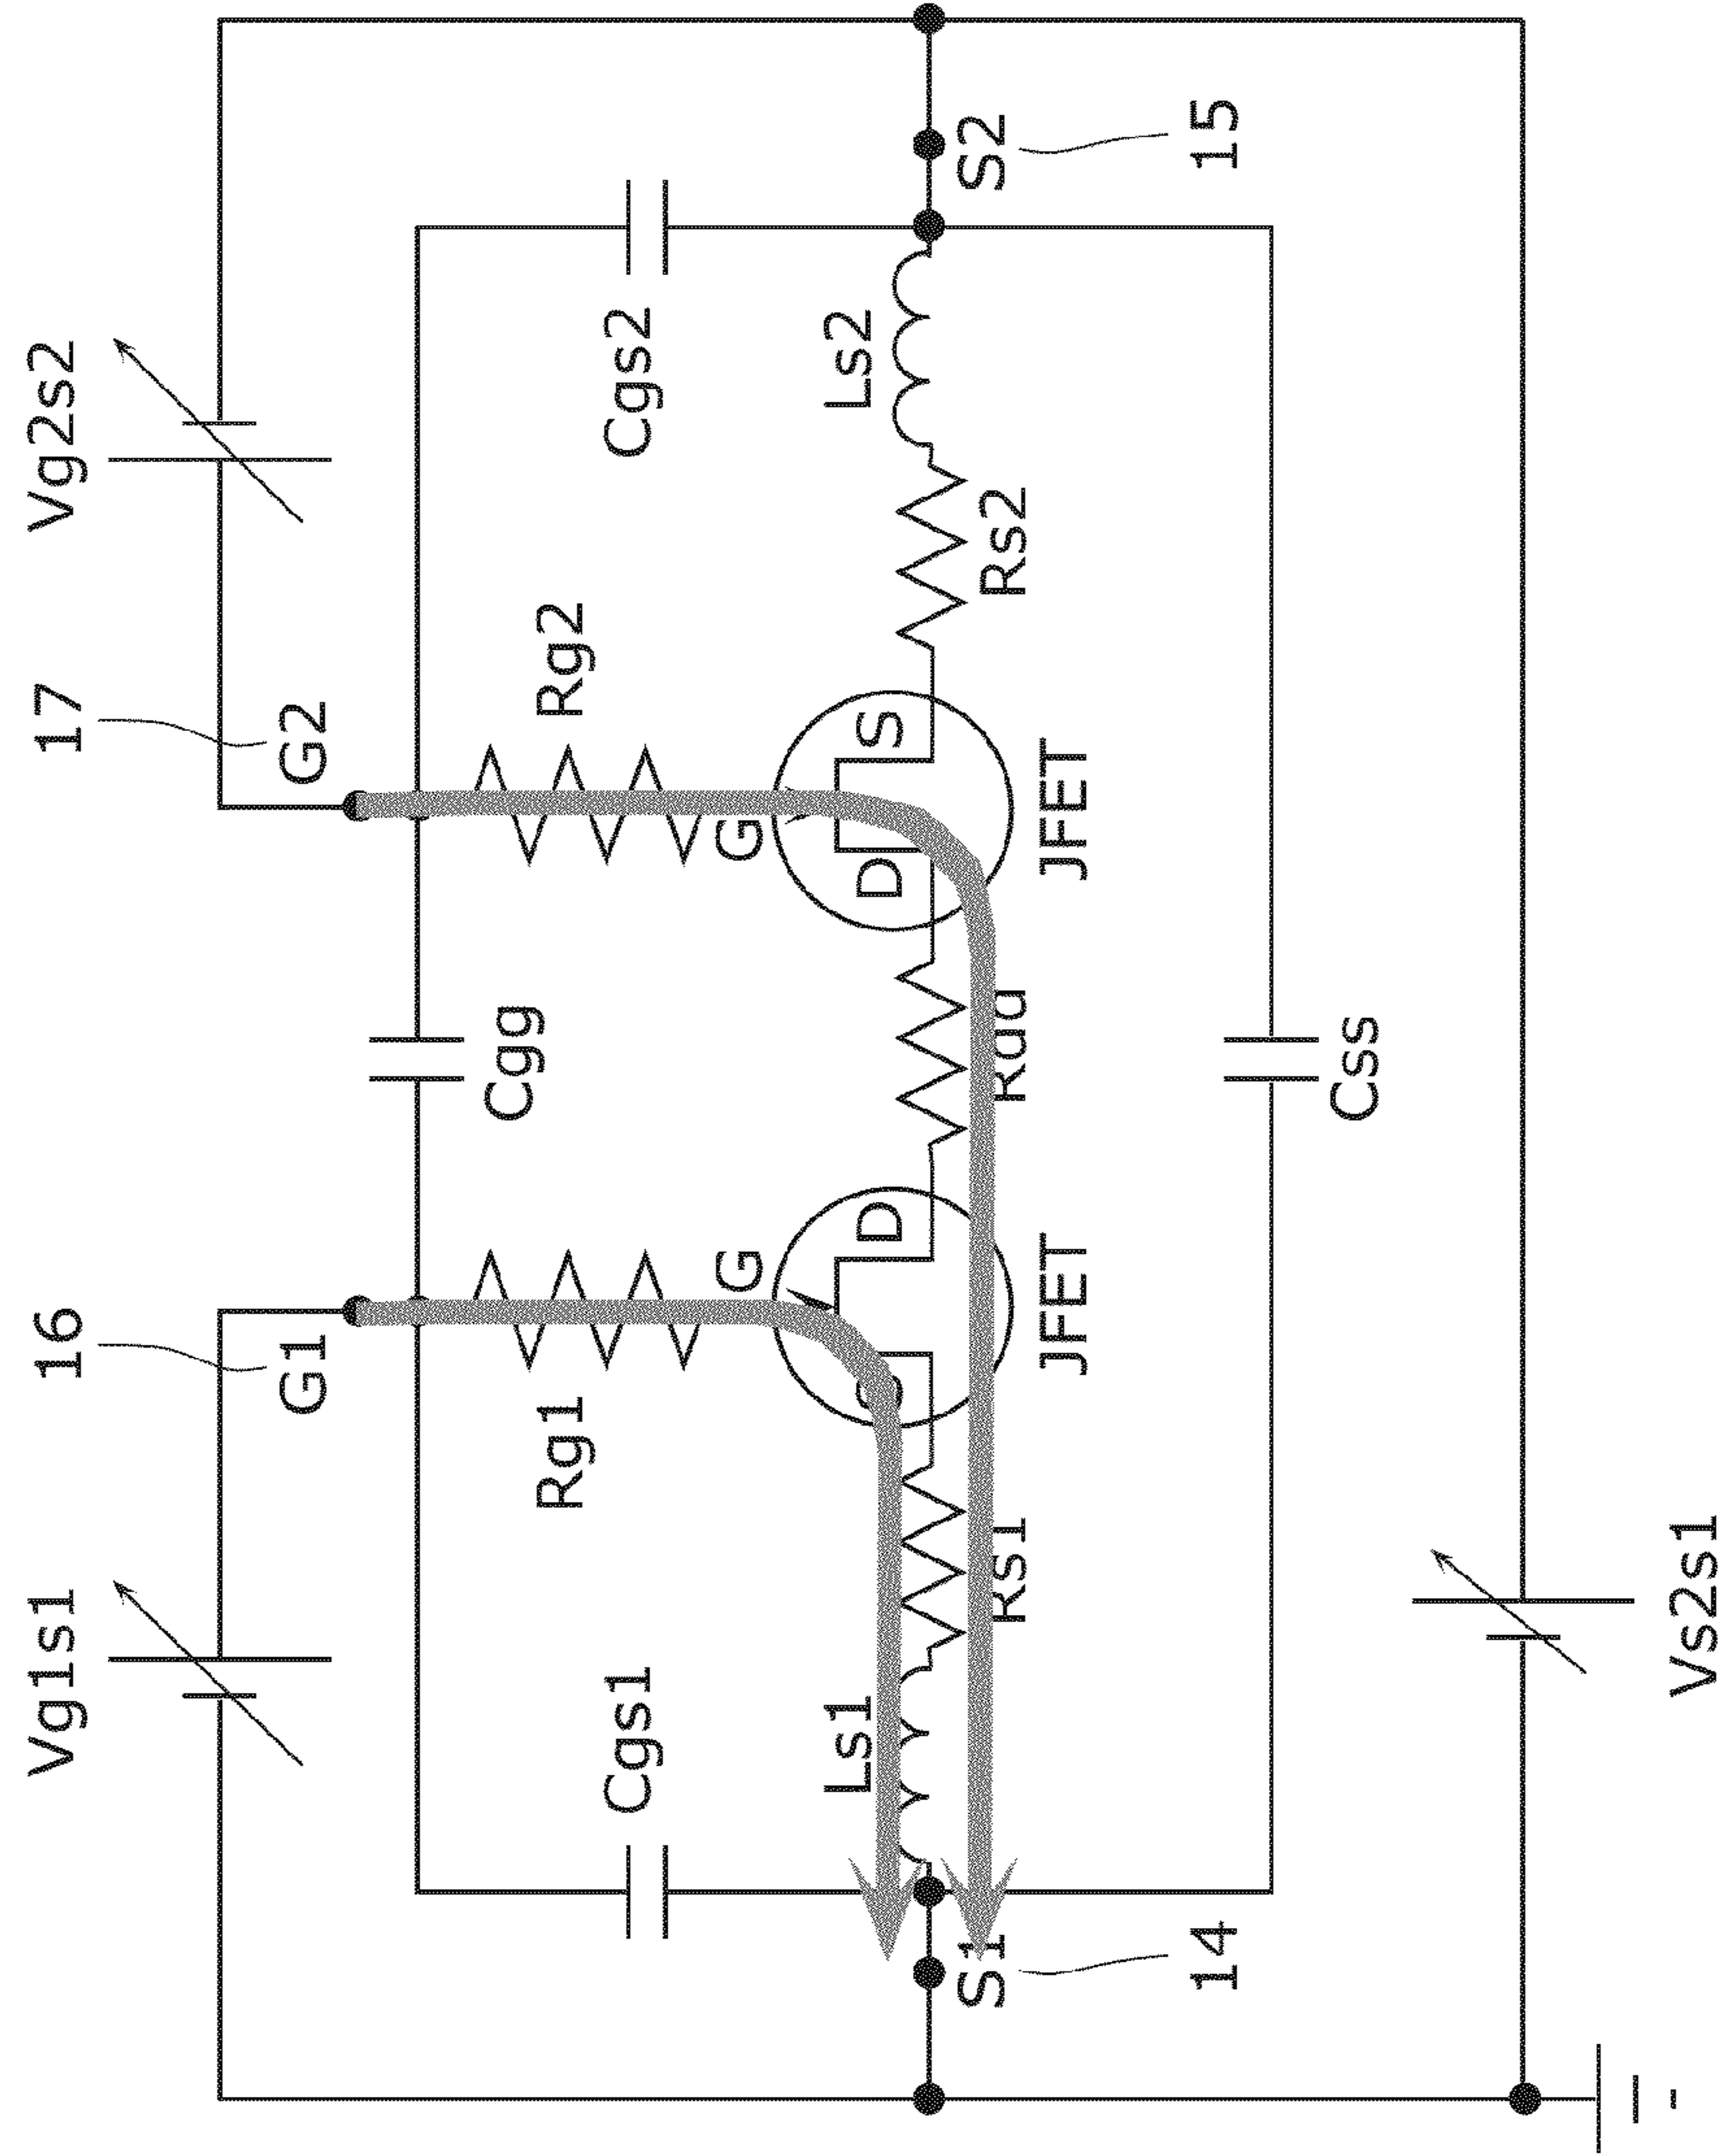 Vg1s1
16
17
Vg2s2
G1
G2
Cgg
Rg1
Rg2
Cgs1
Cgs2
G
G
Ls1
Ls2
S
D
D
S
S1
Rs1
Rdd
Rs2
S2
JFET
JFET
14
15
Css
Vs2s1